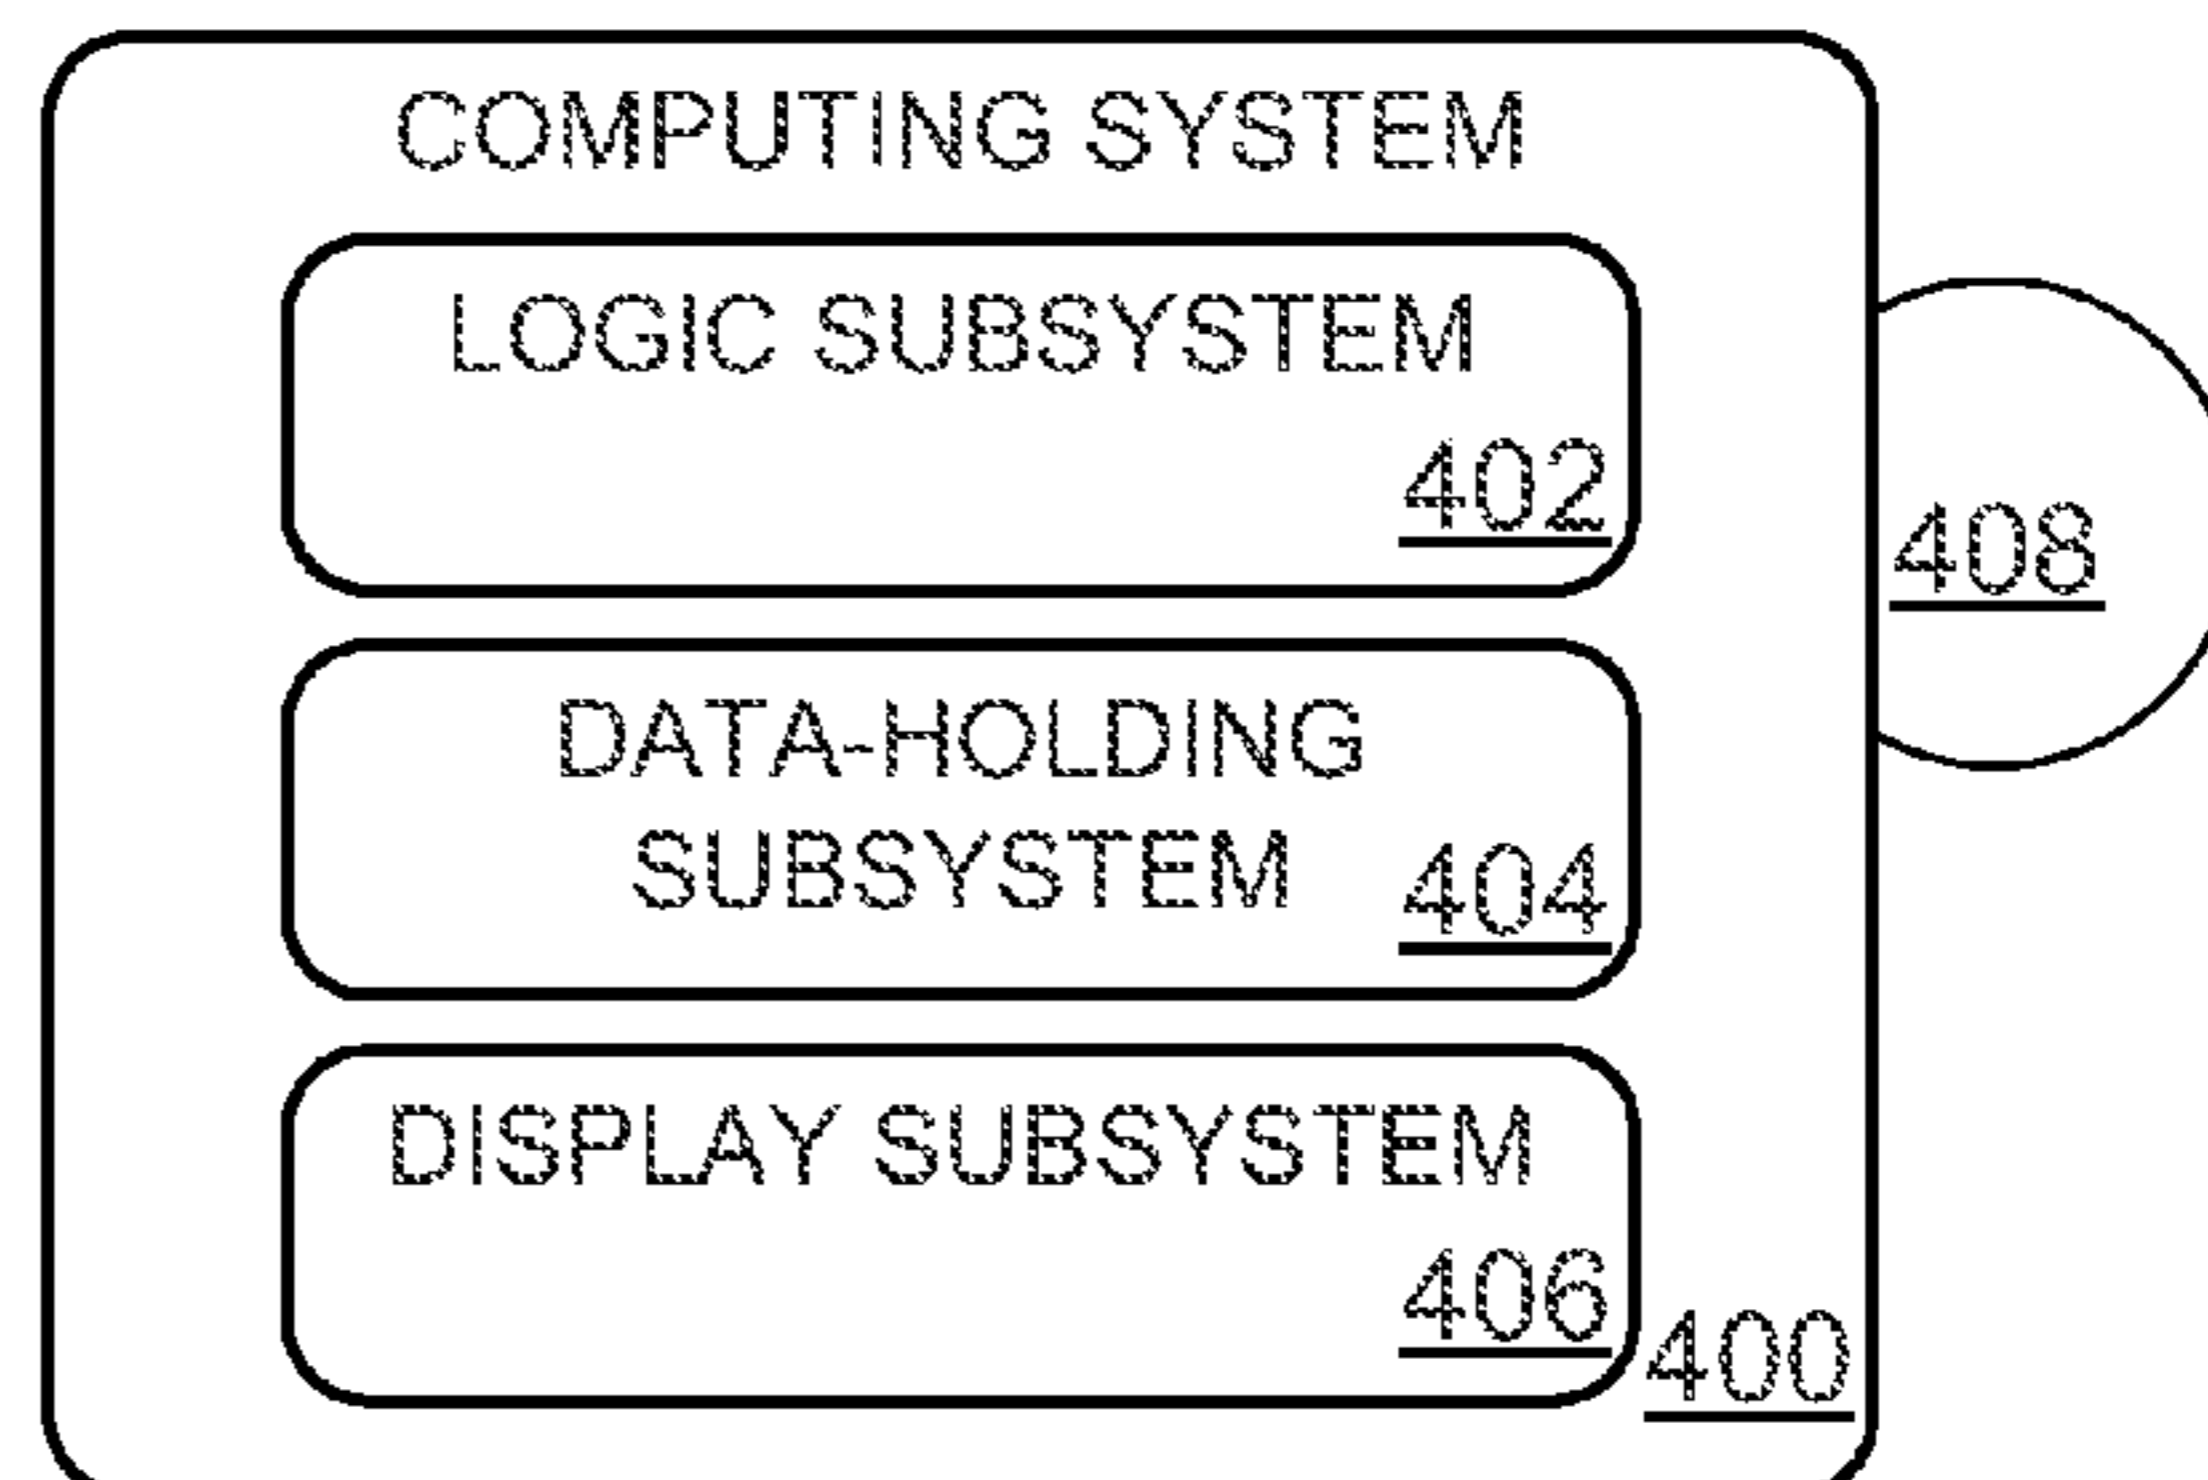 COMPUTING SYSTEM
LOGIC SUBSYSTEM
402
408
DATA-HOLDING
SUBSYSTEM 404
DISPLAY SUBSYSTEM
406
400